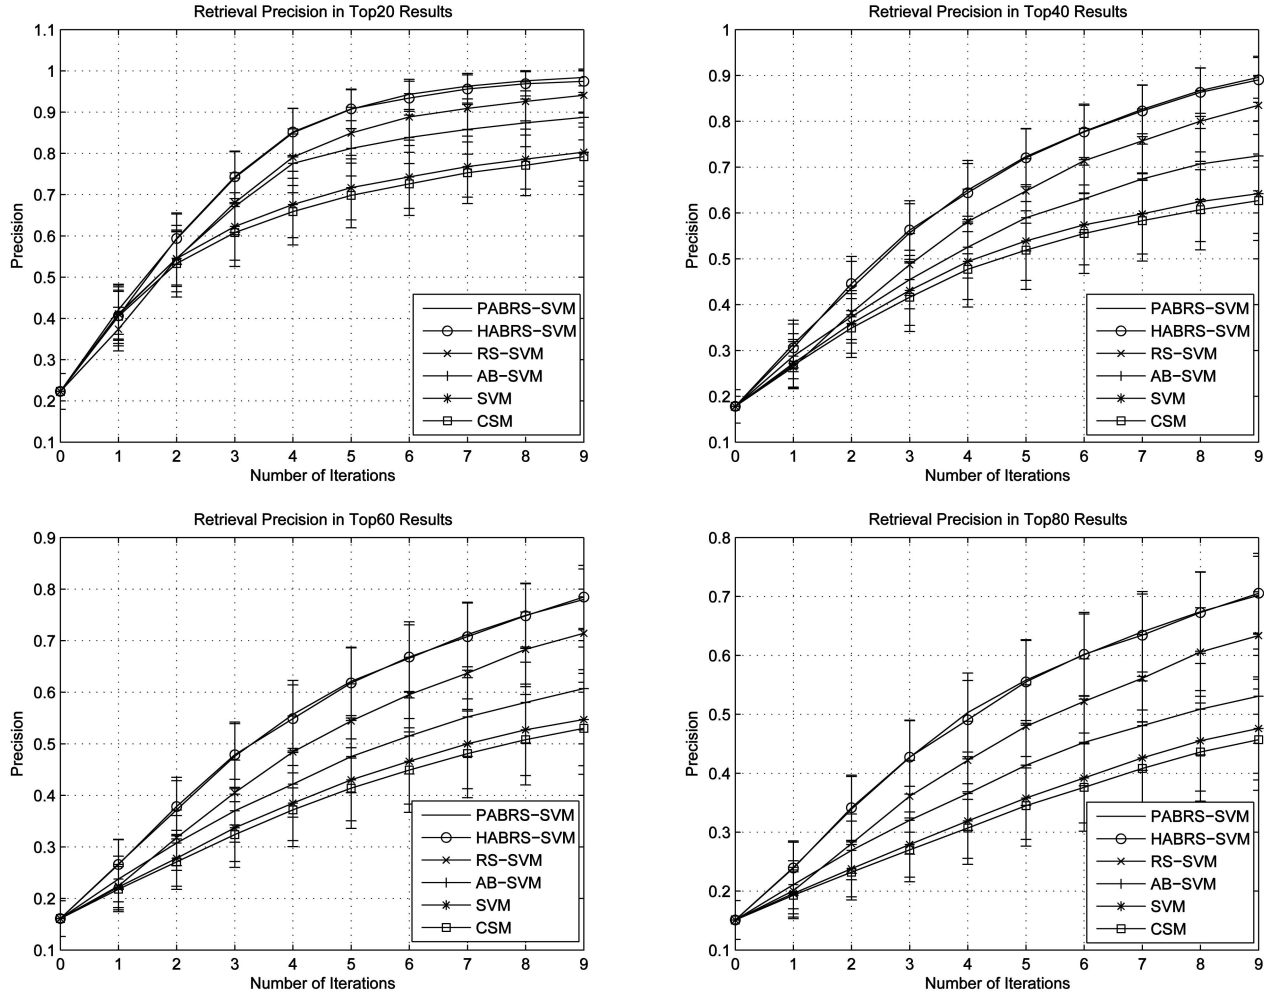 Retrieval Precision in Top20 Results
1.1
1
0.9
0.8
0.7
0.6
0.5
0.4
0.3
0.2
0.1
Precision
0 1 2 3 4 5 6 7 8 9
Number of Iterations
PABRS-SVM
HABRS-SVM
RS-SVM
AB-SVM
SVM
CSM
Retrieval Precision in Top40 Results
1
0.9
0.8
0.7
0.6
0.5
0.4
0.3
0.2
0.1
Precision
0 1 2 3 4 5 6 7 8 9
Number of Iterations
PABRS-SVM
HABRS-SVM
RS-SVM
AB-SVM
SVM
CSM
Retrieval Precision in Top60 Results
0.9
0.8
0.7
0.6
0.5
0.4
0.3
0.2
0.1
Precision
0 1 2 3 4 5 6 7 8 9
Number of Iterations
PABRS-SVM
HABRS-SVM
RS-SVM
AB-SVM
SVM
CSM
Retrieval Precision in Top80 Results
0.8
0.7
0.6
0.5
0.4
0.3
0.2
0.1
Precision
0 1 2 3 4 5 6 7 8 9
Number of Iterations
PABRS-SVM
HABRS-SVM
RS-SVM
AB-SVM
SVM
CSM